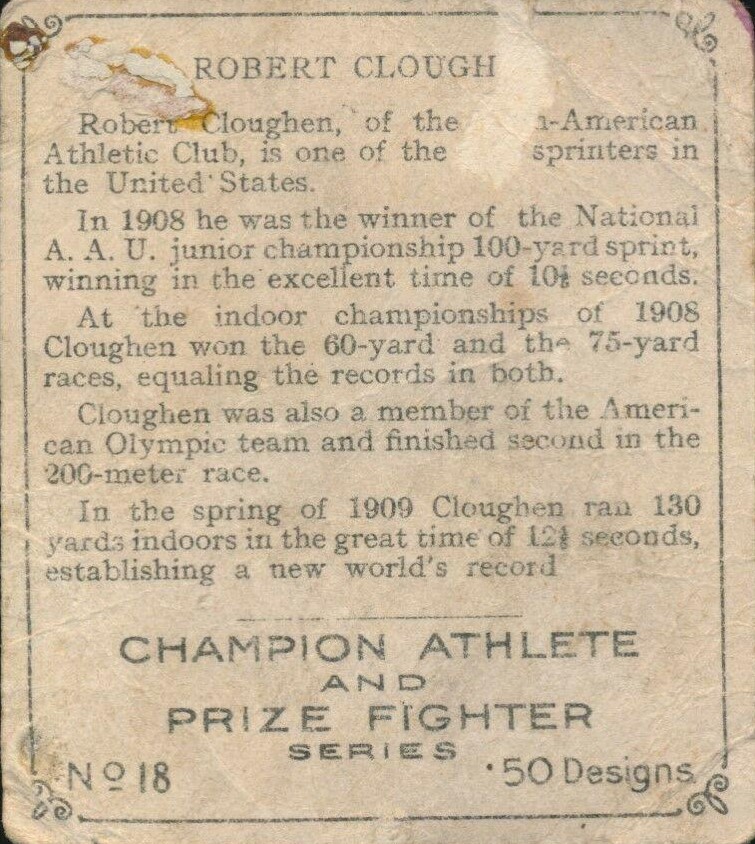 ROBERT CLOUGH
Robert Cloughen, of the -American
Athletic Club, is one of the sprinters in
the United States.
In 1908 he was the winner of the National
A. A. U. junior championship 100-yard sprint,
winning in the excellent time of seconds.
At the indoor championships of 1908
Cloughen won the 60-yard and the 75-yard
races, equaling the records in both.
Cloughen was also a member of the Ameri-
can Olympic team and finished second in the
200-meter race.
In the spring of 1909 Cloughen ran 130
yards indoors in the great time of seconds,
establishing a new world's record
CHAMPION ATHLETE
AND
PRIZE FIGHTER
SERIES
No 18
50 Designs